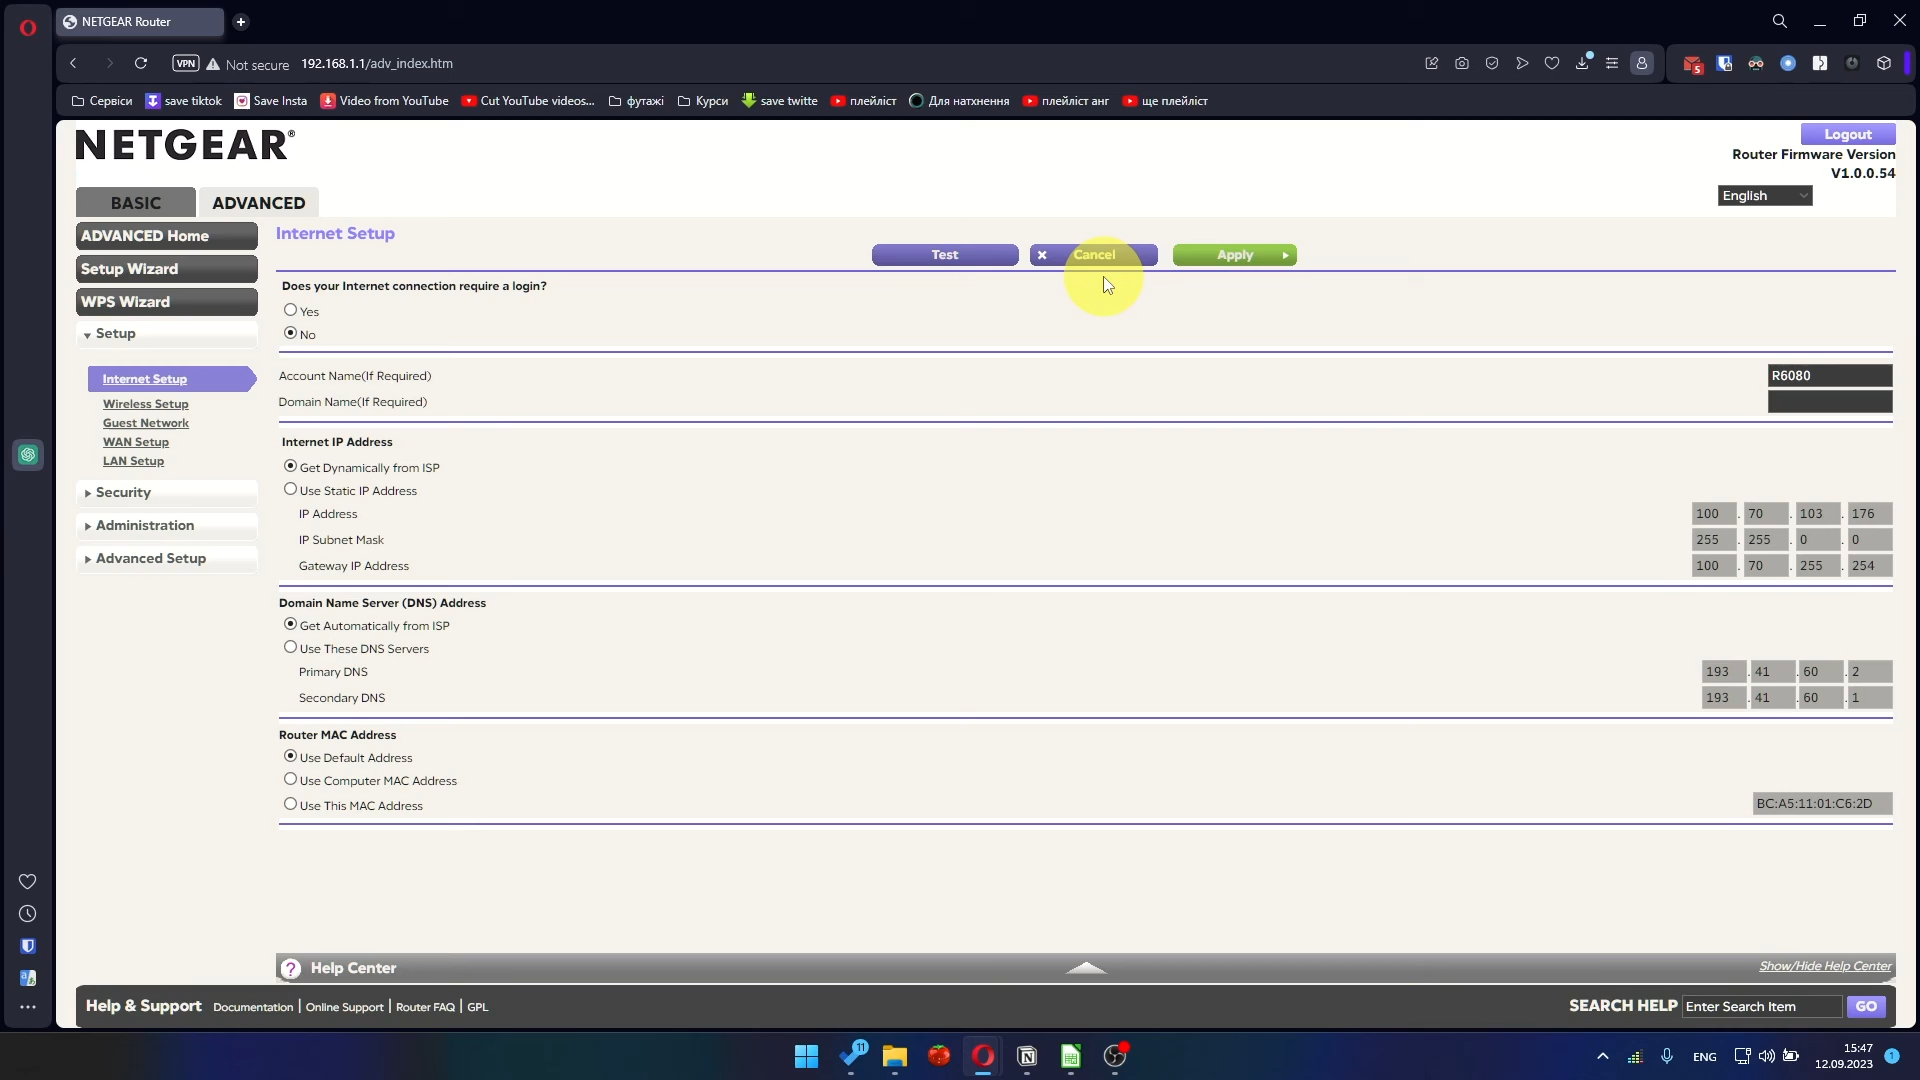 NETGEAR Router
VPN Not secure 192.168.1.1/adv_index.htm
5
Сервіси save tiktok Save Insta Video from YouTube Cut YouTube videos... футажі Курси save twitte плейліст Для натхнення плейліст анг ще плейліст
NETGEAR®
Logout
Router Firmware Version
V1.0.0.54
English
BASIC ADVANCED
ADVANCED Home
Setup Wizard
WPS Wizard
Setup
Internet Setup
Wireless Setup
Guest Network
WAN Setup
LAN Setup
Security
Administration
Advanced Setup
Internet Setup
Test Cancel Apply
Does your Internet connection require a login?
Yes
No
Account Name(If Required) R6080
Domain Name(If Required)
Internet IP Address
Get Dynamically from ISP
Use Static IP Address
IP Address 100 . 70 . 103 . 176
IP Subnet Mask 255 . 255 . 0 . 0
Gateway IP Address 100 . 70 . 255 . 254
Domain Name Server (DNS) Address
Get Automatically from ISP
Use These DNS Servers
Primary DNS 193 . 41 . 60 . 2
Secondary DNS 193 . 41 . 60 . 1
Router MAC Address
Use Default Address
Use Computer MAC Address
Use This MAC Address BC:A5:11:01:C6:2D
? Help Center Show/Hide Help Center
Help & Support Documentation | Online Support | Router FAQ | GPL SEARCH HELP Enter Search Item GO
11
ENG
15:47
12.09.2023
1